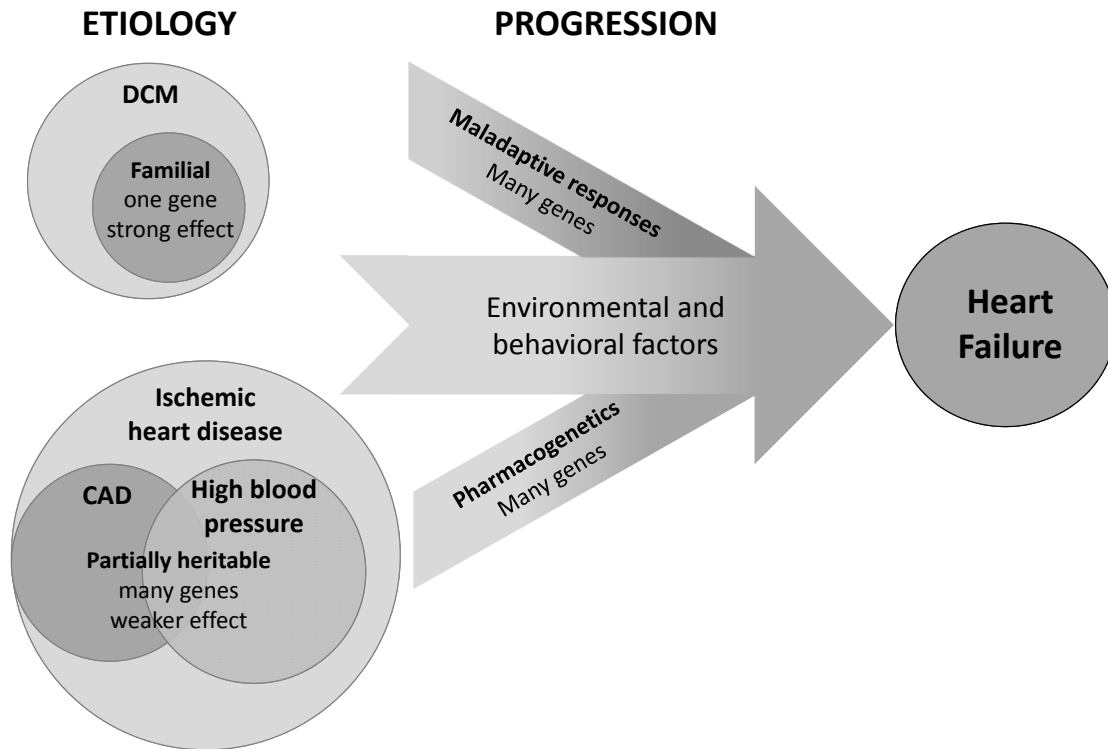 ETIOLOGY
DCM
Familial
one gene
strong effect
Ischemic
heart disease
CAD
High blood
pressure
Partially heritable
many genes
weaker effect
PROGRESSION
Maladaptive responses
Many genes
Environmental and
behavioral factors
Pharmacogenetics
Many genes
Heart
Failure